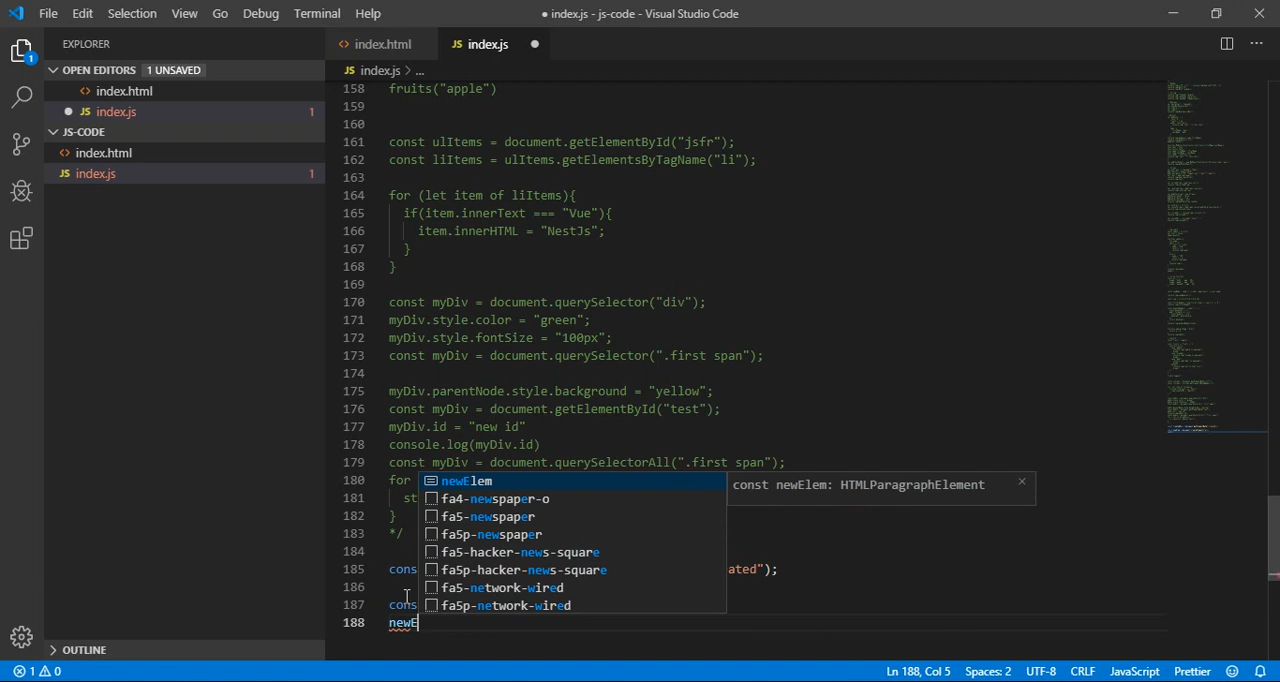 File Edit Selection View Go Debug Terminal Help
● index.js - js-code - Visual Studio Code
EXPLORER
index.html
JS index.js
OPEN EDITORS 1 UNSAVED
index.html
JS index.js 1
JS-CODE
index.html
JS index.js 1
OUTLINE
JS index.js > ...
158 fruits("apple")
159
160
161 const ulItems = document.getElementById("jsfr");
162 const liItems = ulItems.getElementsByTagName("li");
163
164 for (let item of liItems){
165 if(item.innerText === "Vue"){
166 item.innerHTML = "NestJs";
167 }
168 }
169
170 const myDiv = document.querySelector("div");
171 myDiv.style.color = "green";
172 myDiv.style.fontSize = "100px";
173 const myDiv = document.querySelector(".first span");
174
175 myDiv.parentNode.style.background = "yellow";
176 const myDiv = document.getElementById("test");
177 myDiv.id = "new id"
178 console.log(myDiv.id)
179 const myDiv = document.querySelectorAll(".first span");
180 for
181 st
182 }
183 */
184
185 cons ated");
186
187 cons
188 newE
newElem
fa4-newspaper-o
fa5-newspaper
fa5p-newspaper
fa5-hacker-news-square
fa5p-hacker-news-square
fa5-network-wired
fa5p-network-wired
const newElem: HTMLParagraphElement
1 0
Ln 188, Col 5 Spaces: 2 UTF-8 CRLF JavaScript Prettier
1